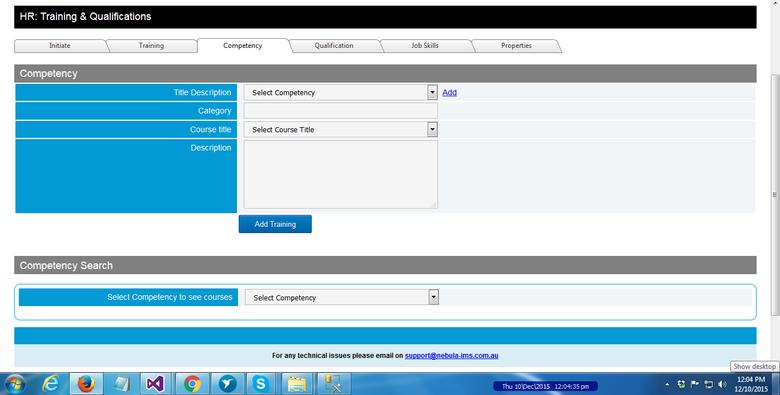 HR: Training & Qualifications
Initiate
Training
Competency
Qualification
Job Skills
Properties
Competency
Title Description
Select Competency
Add
Category
Course title
Select Course Title
Description
Add Training
Competency Search
Select Competency to see courses
Select Competency
For any technical issues please email on support@nebula-ims.com.au
Show desktop
Thu 10\Dec\2015 12:04:35 pm
12:04 PM
12/10/2015